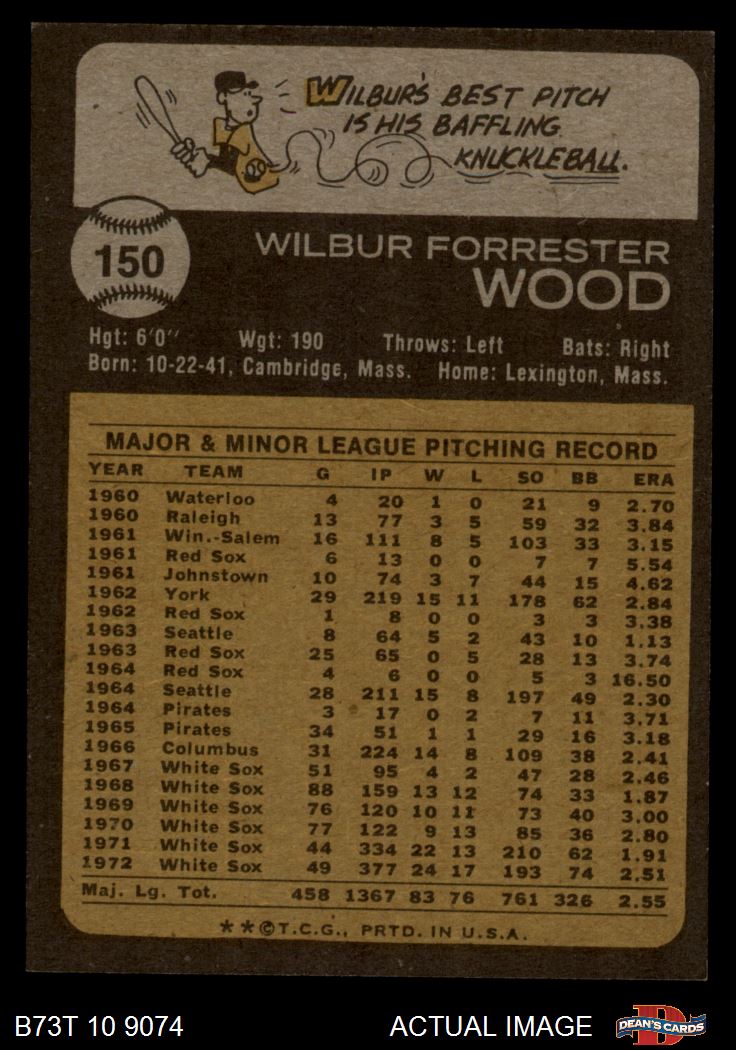 WILBUR'S BEST PITCH
IS HIS BAFFLING
KNUCKLEBALL.
150
WILBUR FORRESTER
WOOD
Hgt: 6'0" Wgt: 190 Throws: Left Bats: Right
Born: 10-22-41, Cambridge, Mass. Home: Lexington, Mass.
MAJOR & MINOR LEAGUE PITCHING RECORD
YEAR TEAM G IP W L SO BB ERA
1960 Waterloo 4 20 1 0 21 9 2.70
1960 Raleigh 13 77 3 5 59 32 3.84
1961 Win.-Salem 16 111 8 5 103 33 3.15
1961 Red Sox 6 13 0 0 7 7 5.54
1961 Johnstown 10 74 3 7 44 15 4.62
1962 York 29 219 15 11 178 62 2.84
1962 Red Sox 1 8 0 0 3 3 3.38
1963 Seattle 8 64 5 2 43 10 1.13
1963 Red Sox 25 65 0 5 28 13 3.74
1964 Red Sox 4 6 0 0 5 3 16.50
1964 Seattle 28 211 15 8 197 49 2.30
1964 Pirates 3 17 0 2 7 11 3.71
1965 Pirates 34 51 1 1 29 16 3.18
1966 Columbus 31 224 14 8 109 38 2.41
1967 White Sox 51 95 4 2 47 28 2.46
1968 White Sox 88 159 13 12 74 33 1.87
1969 White Sox 76 120 10 11 73 40 3.00
1970 White Sox 77 122 9 13 85 36 2.80
1971 White Sox 44 334 22 13 210 62 1.91
1972 White Sox 49 377 24 17 193 74 2.51
Maj. Lg. Tot. 458 1367 83 76 761 326 2.55
**©T.C.G., PRTD. IN U.S.A.
B73T 10 9074 ACTUAL IMAGE D DEAN'S CARDS